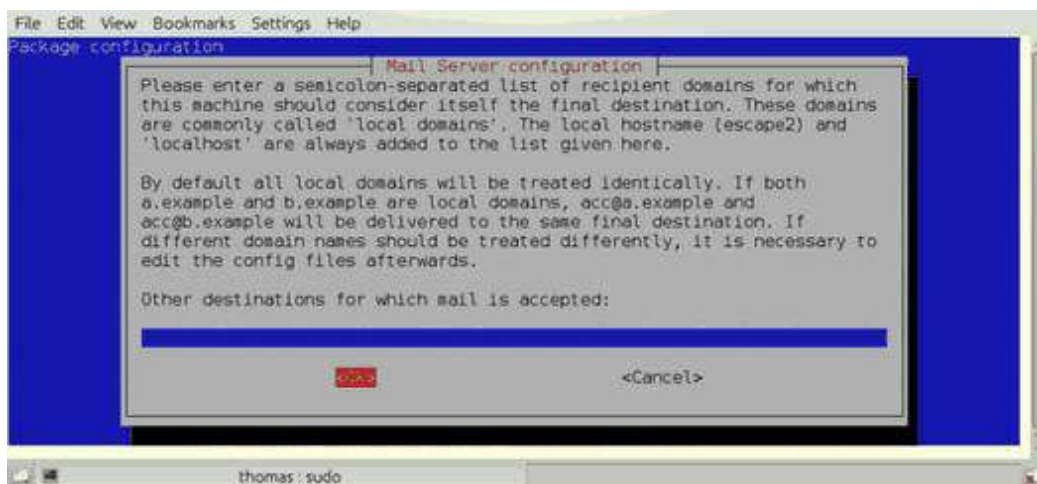 File Edit View Bookmarks Settings Help
Package configuration
Mail Server configuration
Please enter a semicolon-separated list of recipient domains for which
this machine should consider itself the final destination. These domains
are commonly called 'local domains'. The local hostname (escape2) and
'localhost' are always added to the list given here.
By default all local domains will be treated identically. If both
a.example and b.example are local domains, acc@a.example and
acc@b.example will be delivered to the same final destination. If
different domain names should be treated differently, it is necessary to
edit the config files afterwards.
Other destinations for which mail is accepted:
<Ok> <Cancel>
thomas : sudo